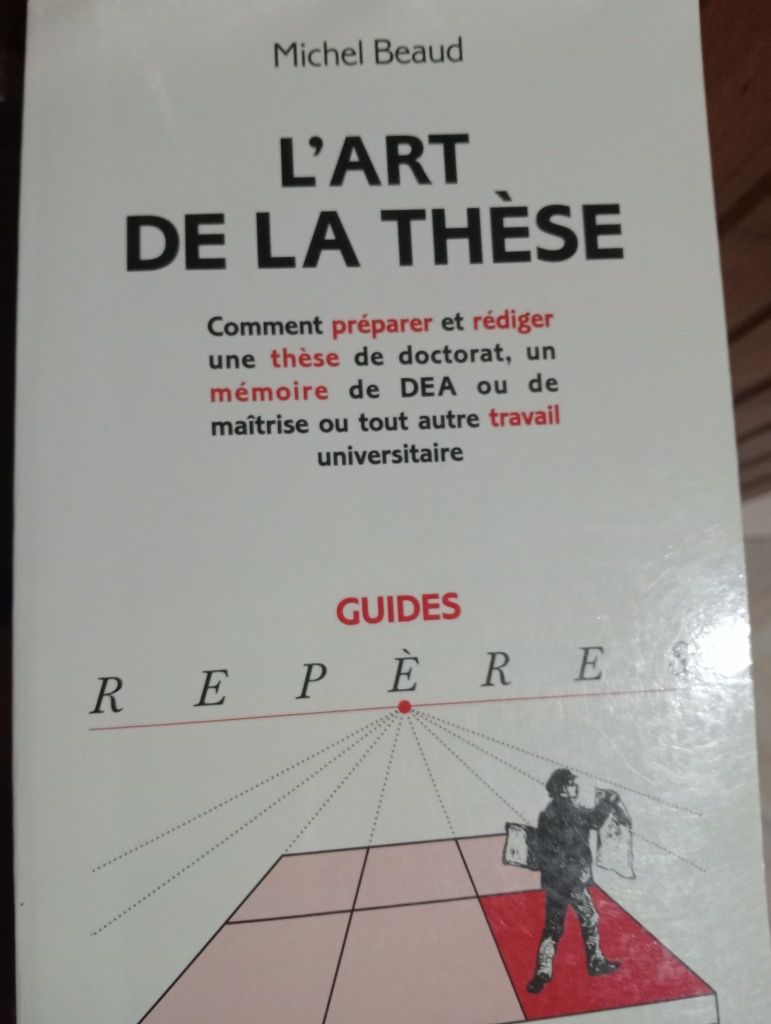 Michel Beaud
L'ART
DE LA THÈSE
Comment préparer et rédiger
une thèse de doctorat, un
mémoire de DEA ou de
maîtrise ou tout autre travail
universitaire
GUIDES
REPÈRES